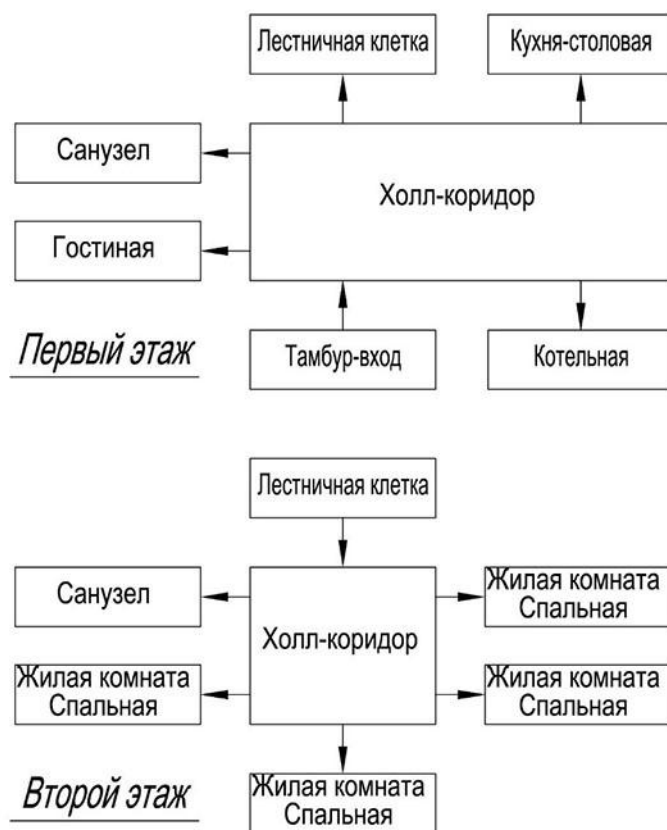 Лестничная клетка
Кухня-столовая
Санузел
Холл-коридор
Гостиная
Первый этаж
Тамбур-вход
Котельная
Лестничная клетка
Санузел
Жилая комната
Спальная
Холл-коридор
Жилая комната
Спальная
Жилая комната
Спальная
Второй этаж
Жилая комната
Спальная